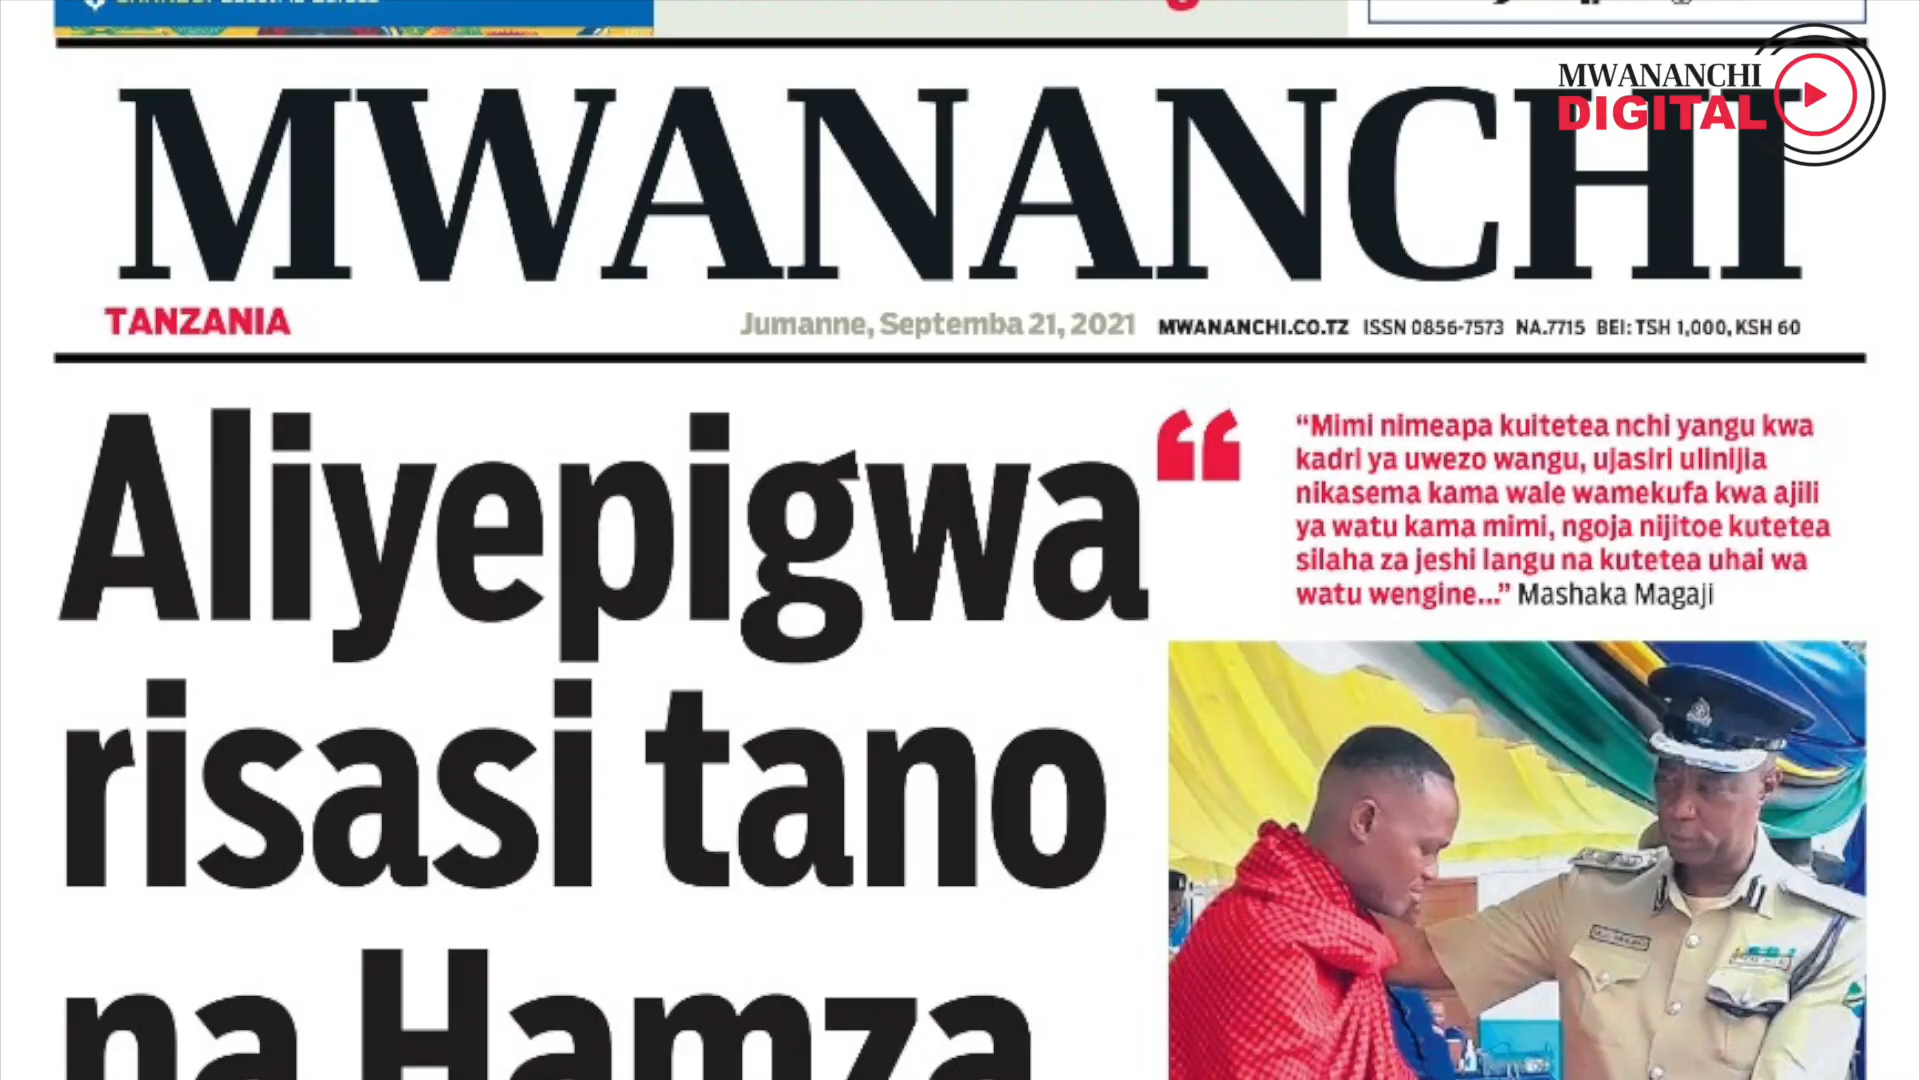 MWANANCHI
MWANANCHI
DIGITAL
TANZANIA
Jumanne, Septemba 21, 2021
MWANANCHI.CO.TZ ISSN 0856-7573 NA.7715 BEI: TSH 1,000, KSH 60
Aliyepigwa
risasi tano
na Hamza
“Mimi nimeapa kuitetea nchi yangu kwa
kadri ya uwezo wangu, ujasiri ulinijia
nikasema kama wale wamekufa kwa ajili
ya watu kama mimi, ngoja nijitoe kutetea
silaha za jeshi langu na kutetea uhai wa
watu wengine...” Mashaka Magaji